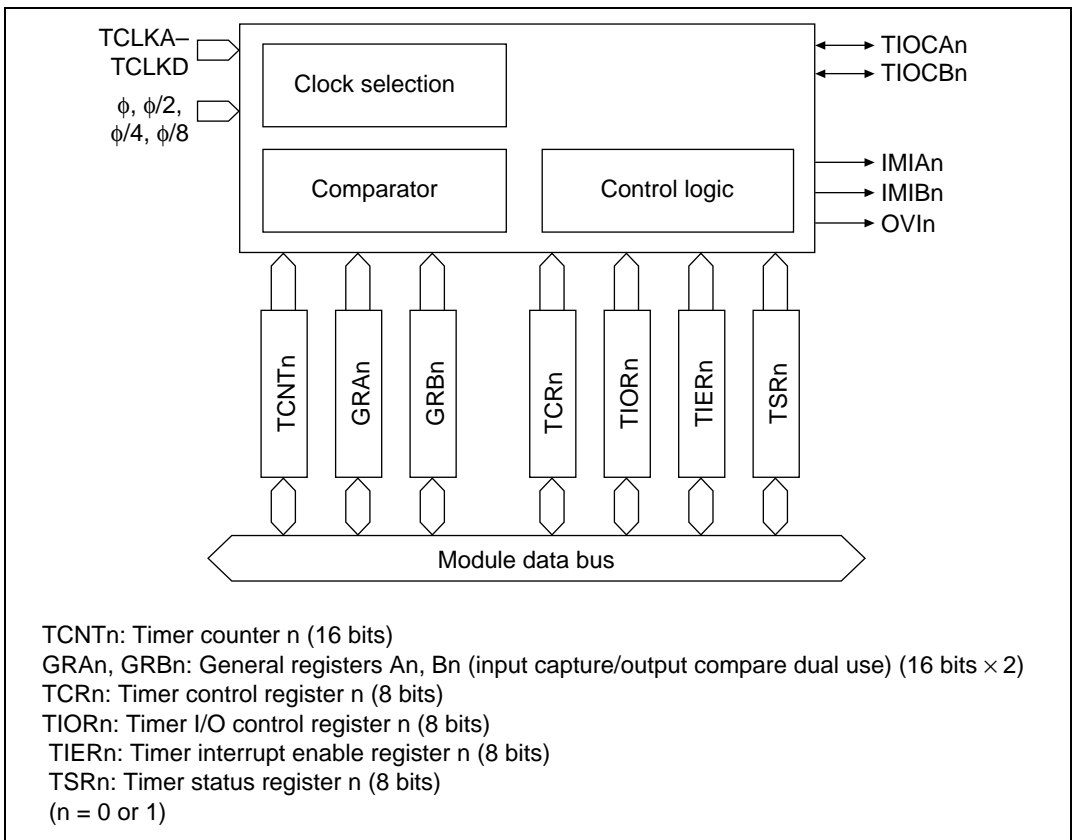 TCLKA–
TCLKD
ϕ, ϕ/2,
ϕ/4, ϕ/8
Clock selection
Comparator
Control logic
TIOCAn
TIOCBn
IMIAn
IMIBn
OVIn
TCNTn
GRAn
GRBn
TCRn
TIORn
TIERn
TSRn
Module data bus
TCNTn: Timer counter n (16 bits)
GRAn, GRBn: General registers An, Bn (input capture/output compare dual use) (16 bits × 2)
TCRn: Timer control register n (8 bits)
TIORn: Timer I/O control register n (8 bits)
TIERn: Timer interrupt enable register n (8 bits)
TSRn: Timer status register n (8 bits)
(n = 0 or 1)